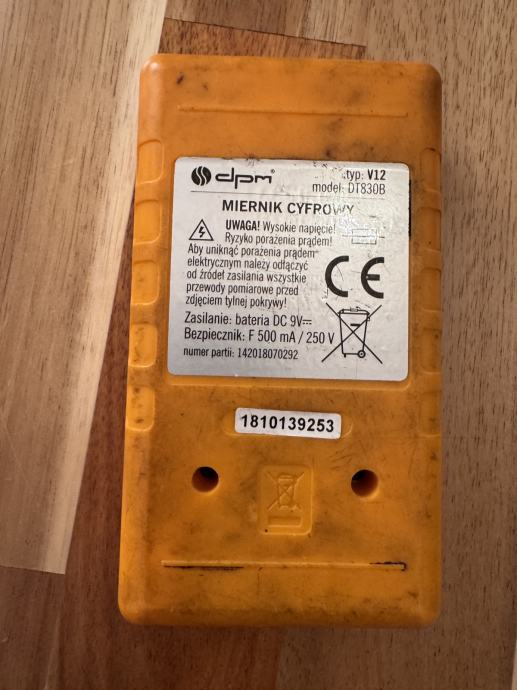 dpm®
typ: V12
model: DT830B
MIERNIK CYFROWY
UWAGA! Wysokie napięcie!
Ryzyko porażenia prądem!
Aby uniknąć porażenia prądem
elektrycznym należy odłączyć
od źródeł zasilania wszystkie
przewody pomiarowe przed
zdjęciem tylnej pokrywy!
CE
Zasilanie: bateria DC 9V⎓
Bezpiecznik: F 500 mA / 250 V
numer partii: 142018070292
1810139253